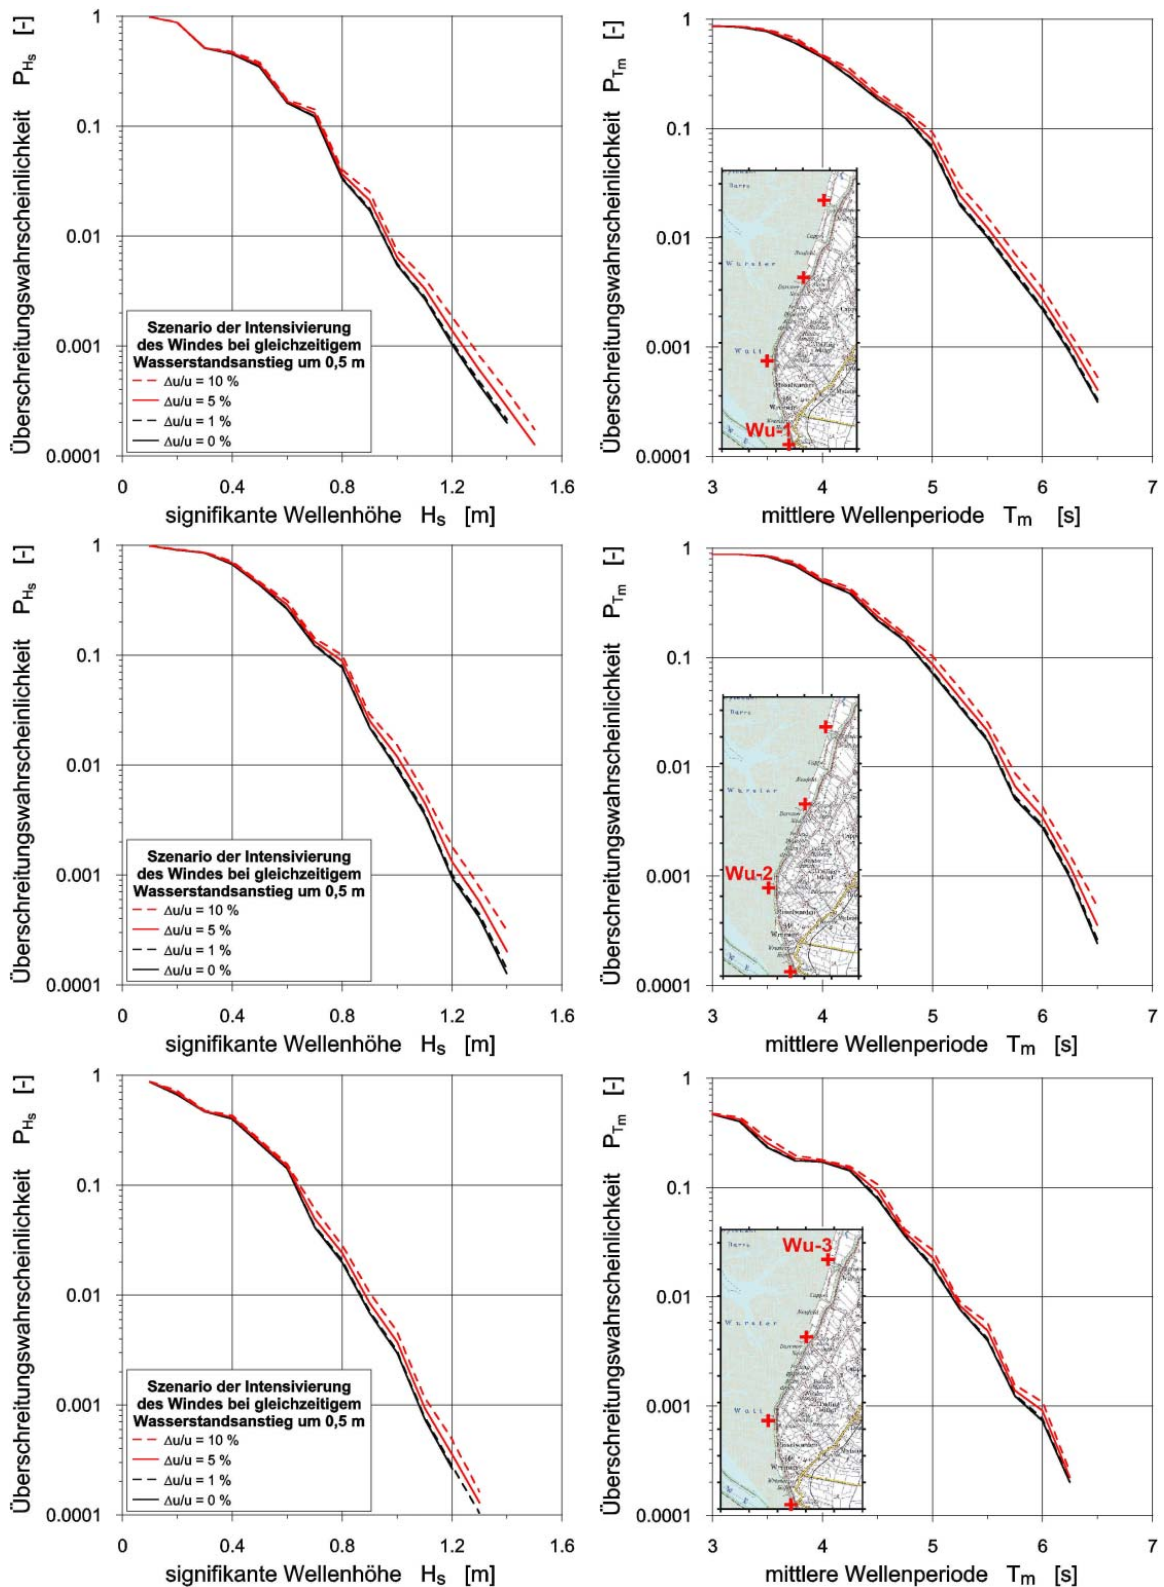 Überschreitungswahrscheinlichkeit P_Hs [-]
1
0.1
0.01
0.001
0.0001
Szenario der Intensivierung
des Windes bei gleichzeitigem
Wasserstandsanstieg um 0,5 m
Δu/u = 10 %
Δu/u = 5 %
Δu/u = 1 %
Δu/u = 0 %
0 0.4 0.8 1.2 1.6
signifikante Wellenhöhe H_s [m]
Überschreitungswahrscheinlichkeit P_Tm [-]
1
0.1
0.01
0.001
0.0001
Barre
Wurster
Watt
Wu-1
3 4 5 6 7
mittlere Wellenperiode T_m [s]
Überschreitungswahrscheinlichkeit P_Hs [-]
1
0.1
0.01
0.001
0.0001
Szenario der Intensivierung
des Windes bei gleichzeitigem
Wasserstandsanstieg um 0,5 m
Δu/u = 10 %
Δu/u = 5 %
Δu/u = 1 %
Δu/u = 0 %
0 0.4 0.8 1.2 1.6
signifikante Wellenhöhe H_s [m]
Überschreitungswahrscheinlichkeit P_Tm [-]
1
0.1
0.01
0.001
0.0001
Barre
Wurster
Wu-2
3 4 5 6 7
mittlere Wellenperiode T_m [s]
Überschreitungswahrscheinlichkeit P_Hs [-]
1
0.1
0.01
0.001
0.0001
Szenario der Intensivierung
des Windes bei gleichzeitigem
Wasserstandsanstieg um 0,5 m
Δu/u = 10 %
Δu/u = 5 %
Δu/u = 1 %
Δu/u = 0 %
0 0.4 0.8 1.2 1.6
signifikante Wellenhöhe H_s [m]
Überschreitungswahrscheinlichkeit P_Tm [-]
1
0.1
0.01
0.001
0.0001
Wu-3
Barre
Wurster
Watt
3 4 5 6 7
mittlere Wellenperiode T_m [s]